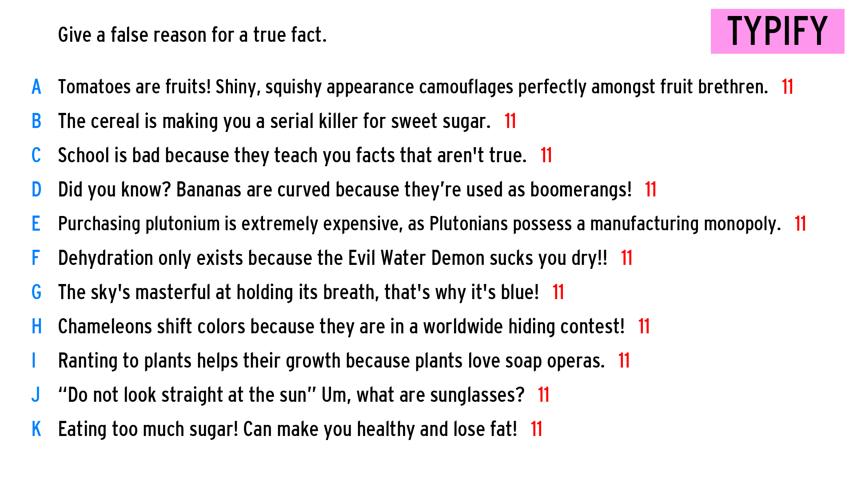 Give a false reason for a true fact.
TYPIFY
A Tomatoes are fruits! Shiny, squishy appearance camouflages perfectly amongst fruit brethren. 11
B The cereal is making you a serial killer for sweet sugar. 11
C School is bad because they teach you facts that aren't true. 11
D Did you know? Bananas are curved because they’re used as boomerangs! 11
E Purchasing plutonium is extremely expensive, as Plutonians possess a manufacturing monopoly. 11
F Dehydration only exists because the Evil Water Demon sucks you dry!! 11
G The sky's masterful at holding its breath, that's why it's blue! 11
H Chameleons shift colors because they are in a worldwide hiding contest! 11
I Ranting to plants helps their growth because plants love soap operas. 11
J “Do not look straight at the sun” Um, what are sunglasses? 11
K Eating too much sugar! Can make you healthy and lose fat! 11